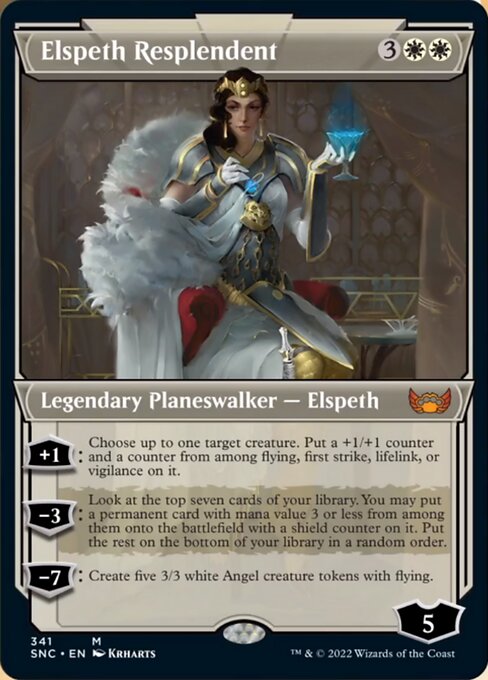 Elspeth Resplendent 3
Legendary Planeswalker — Elspeth
+1 : Choose up to one target creature. Put a +1/+1 counter
and a counter from among flying, first strike, lifelink, or
vigilance on it.
−3 : Look at the top seven cards of your library. You may put
a permanent card with mana value 3 or less from among
them onto the battlefield with a shield counter on it. Put
the rest on the bottom of your library in a random order.
−7 : Create five 3/3 white Angel creature tokens with flying.
5
341 M
SNC • EN Krharts
™ & © 2022 Wizards of the Coast